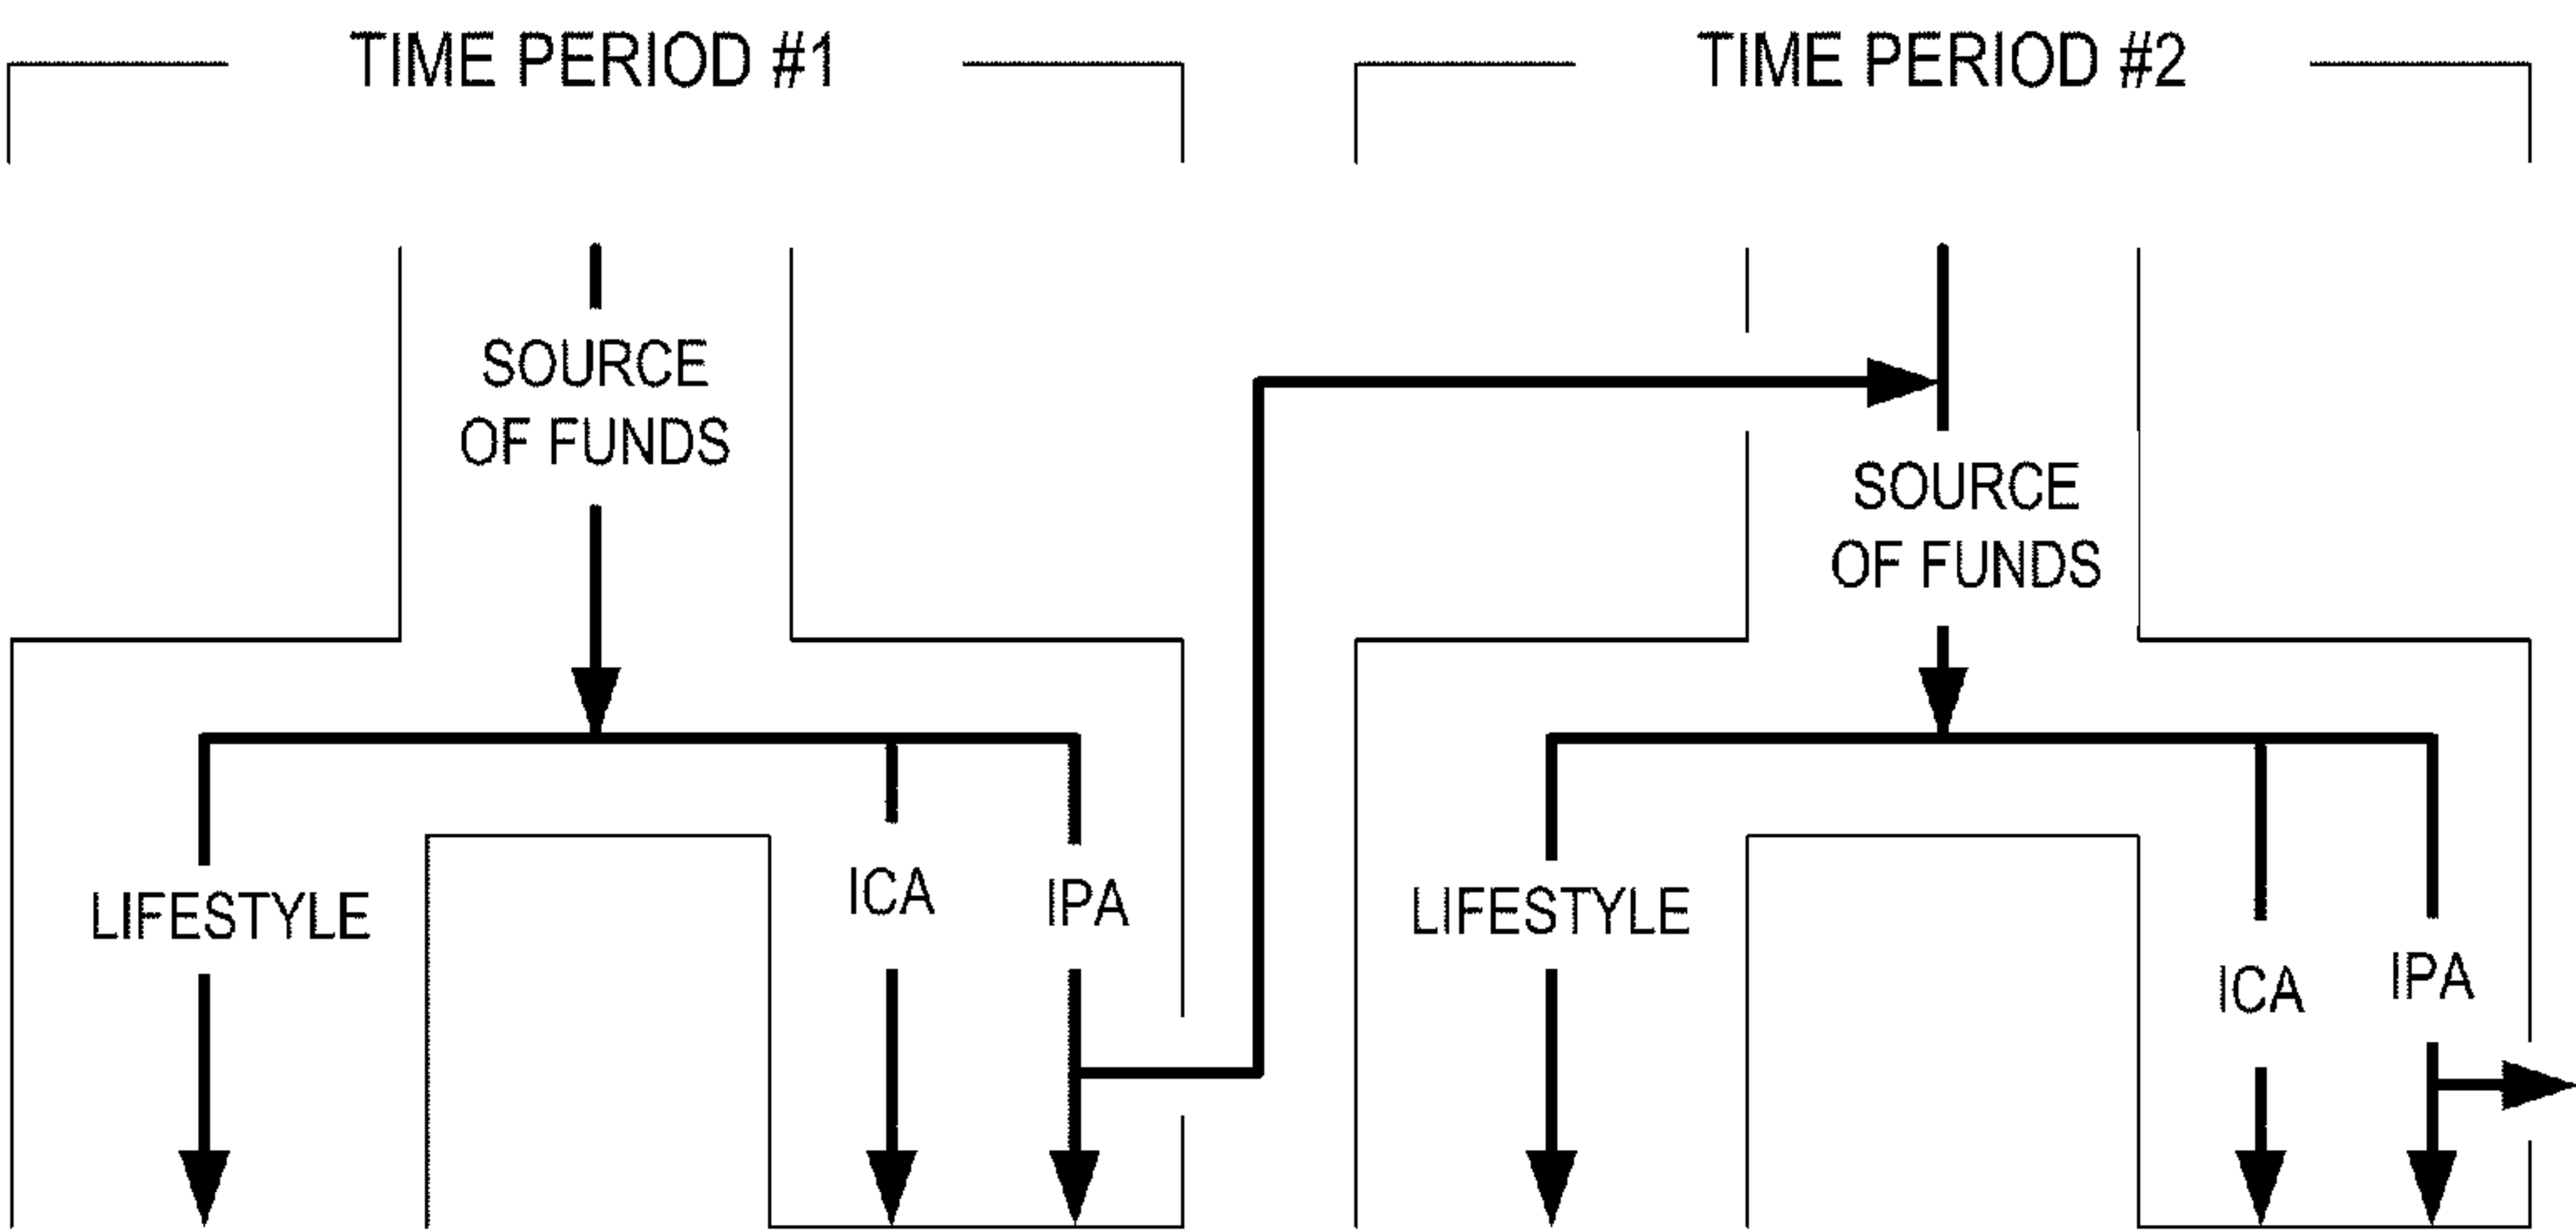 TIME PERIOD #1
SOURCE
OF FUNDS
LIFESTYLE
ICA
IPA
TIME PERIOD #2
SOURCE
OF FUNDS
LIFESTYLE
ICA
IPA